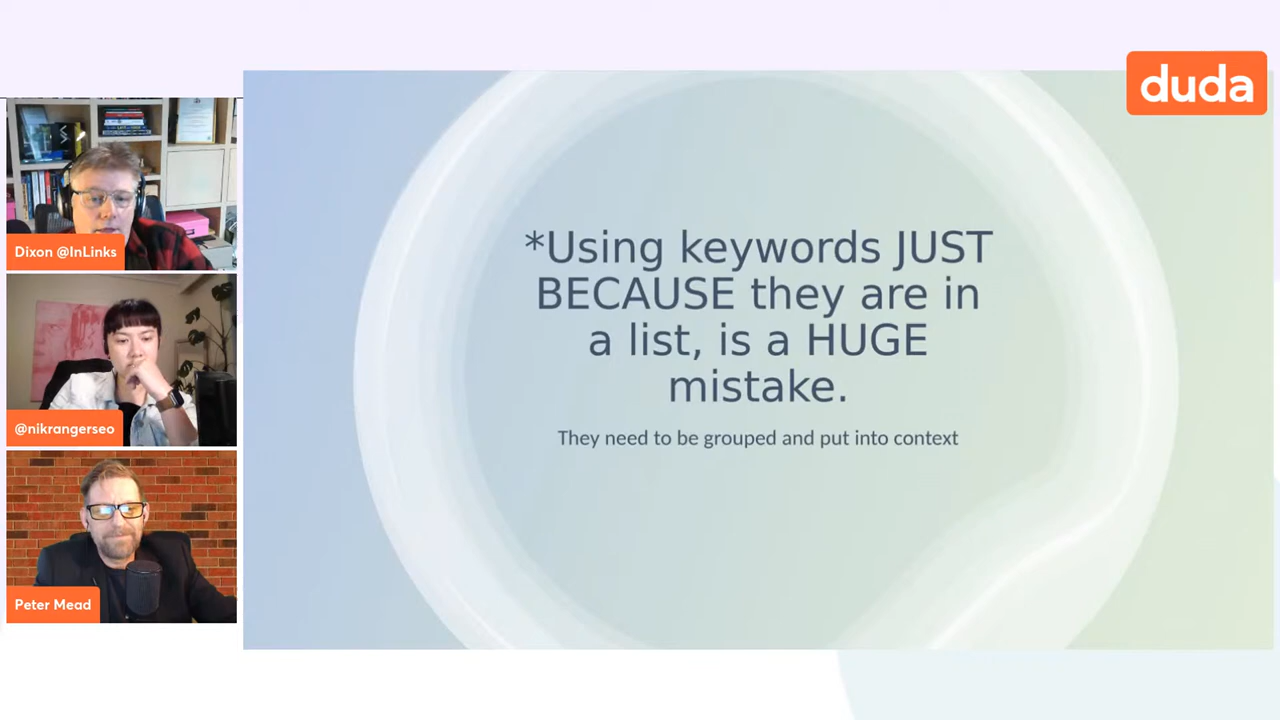 duda
Dixon @InLinks
@nikrangerseo
Peter Mead
*Using keywords JUST
BECAUSE they are in
a list, is a HUGE
mistake.
They need to be grouped and put into context